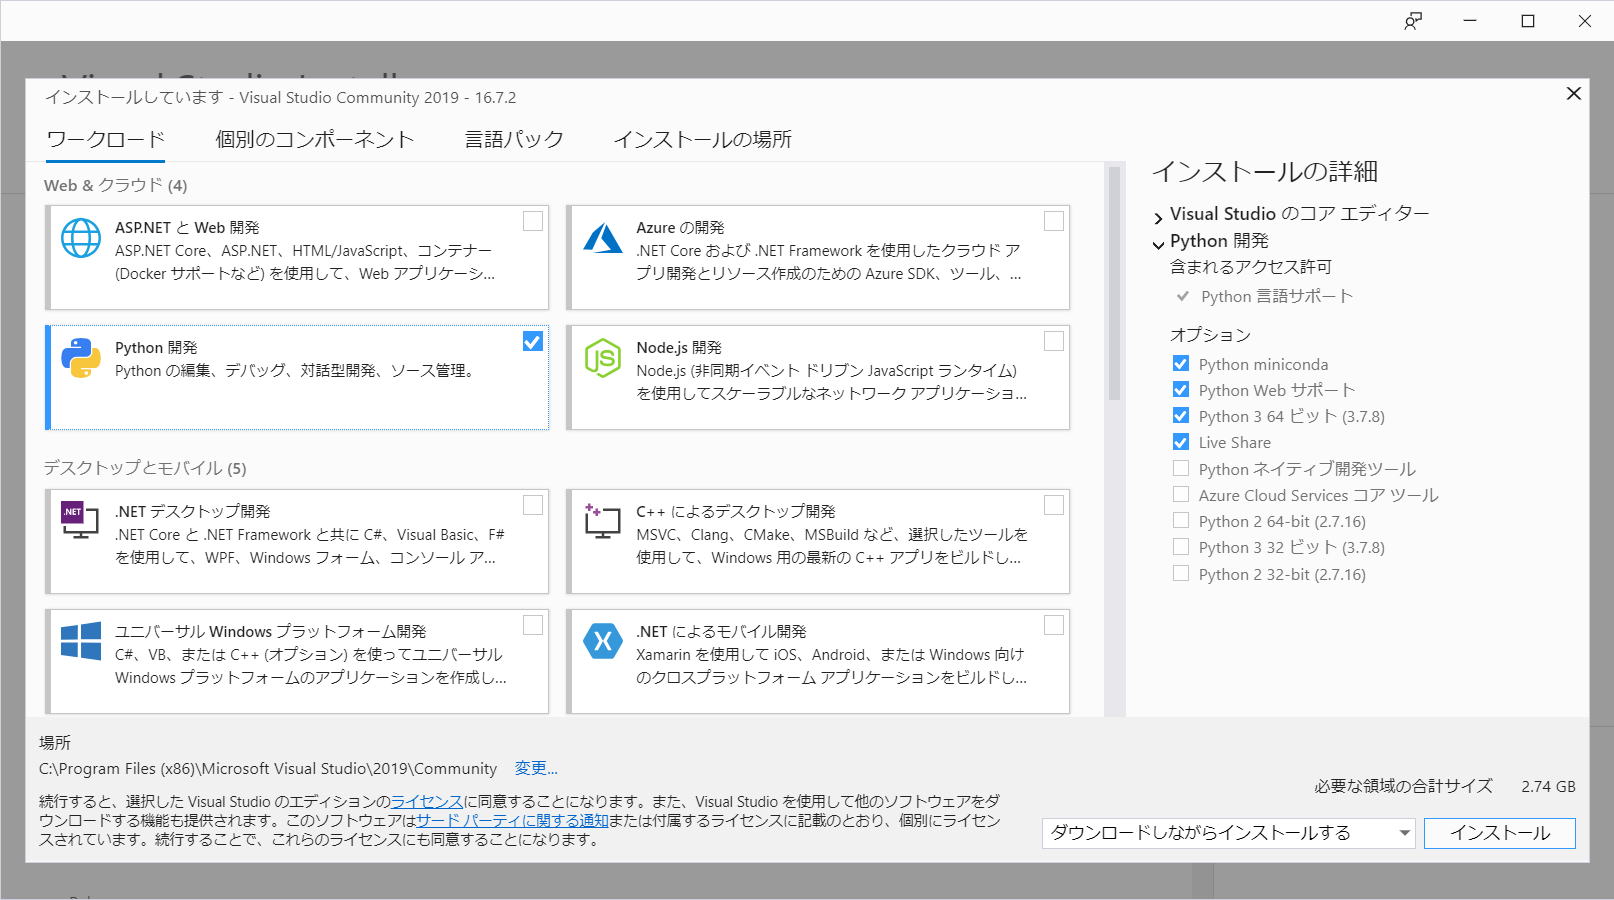 インストールしています - Visual Studio Community 2019 - 16.7.2
ワークロード
個別のコンポーネント
言語パック
インストールの場所
Web & クラウド (4)
ASP.NET と Web 開発
ASP.NET Core、ASP.NET、HTML/JavaScript、コンテナー
(Docker サポートなど) を使用して、Web アプリケーシ...
Azure の開発
.NET Core および .NET Framework を使用したクラウド ア
プリ開発とリソース作成のための Azure SDK、ツール、...
Python 開発
Python の編集、デバッグ、対話型開発、ソース管理。
Node.js 開発
Node.js (非同期イベント ドリブン JavaScript ランタイム)
を使用してスケーラブルなネットワーク アプリケーショ...
デスクトップとモバイル (5)
.NET
.NET デスクトップ開発
.NET Core と .NET Framework と共に C#、Visual Basic、F#
を使用して、WPF、Windows フォーム、コンソール ア...
C++ によるデスクトップ開発
MSVC、Clang、CMake、MSBuild など、選択したツールを
使用して、Windows 用の最新の C++ アプリをビルドし...
ユニバーサル Windows プラットフォーム開発
C#、VB、または C++ (オプション) を使ってユニバーサル
Windows プラットフォームのアプリケーションを作成し...
.NET によるモバイル開発
Xamarin を使用して iOS、Android、または Windows 向け
のクロスプラットフォーム アプリケーションをビルドし...
インストールの詳細
Visual Studio のコア エディター
Python 開発
含まれるアクセス許可
Python 言語サポート
オプション
Python miniconda
Python Web サポート
Python 3 64 ビット (3.7.8)
Live Share
Python ネイティブ開発ツール
Azure Cloud Services コア ツール
Python 2 64-bit (2.7.16)
Python 3 32 ビット (3.7.8)
Python 2 32-bit (2.7.16)
場所
C:\Program Files (x86)\Microsoft Visual Studio\2019\Community 変更...
続行すると、選択した Visual Studio のエディションのライセンスに同意することになります。また、Visual Studio を使用して他のソフトウェアをダ
ウンロードする機能も提供されます。このソフトウェアはサード パーティに関する通知または付属するライセンスに記載のとおり、個別にライセン
スされています。続行することで、これらのライセンスにも同意することになります。
必要な領域の合計サイズ 2.74 GB
ダウンロードしながらインストールする
インストール